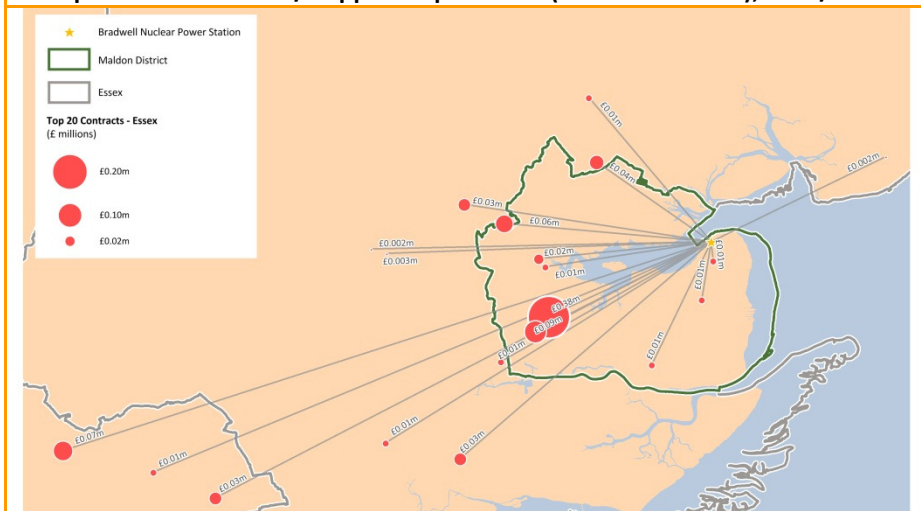 Bradwell Nuclear Power Station
Maldon District
Essex
Top 20 Contracts - Essex
(£ millions)
£0.20m
£0.10m
£0.02m
£0.01m
£0.002m
£0.04m
£0.03m
£0.06m
£0.002m
£0.003m
£0.02m
£0.01m
£0.01m
£0.01m
£0.38m
£0.09m
£0.01m
£0.01m
£0.01m
£0.03m
£0.07m
£0.01m
£0.03m